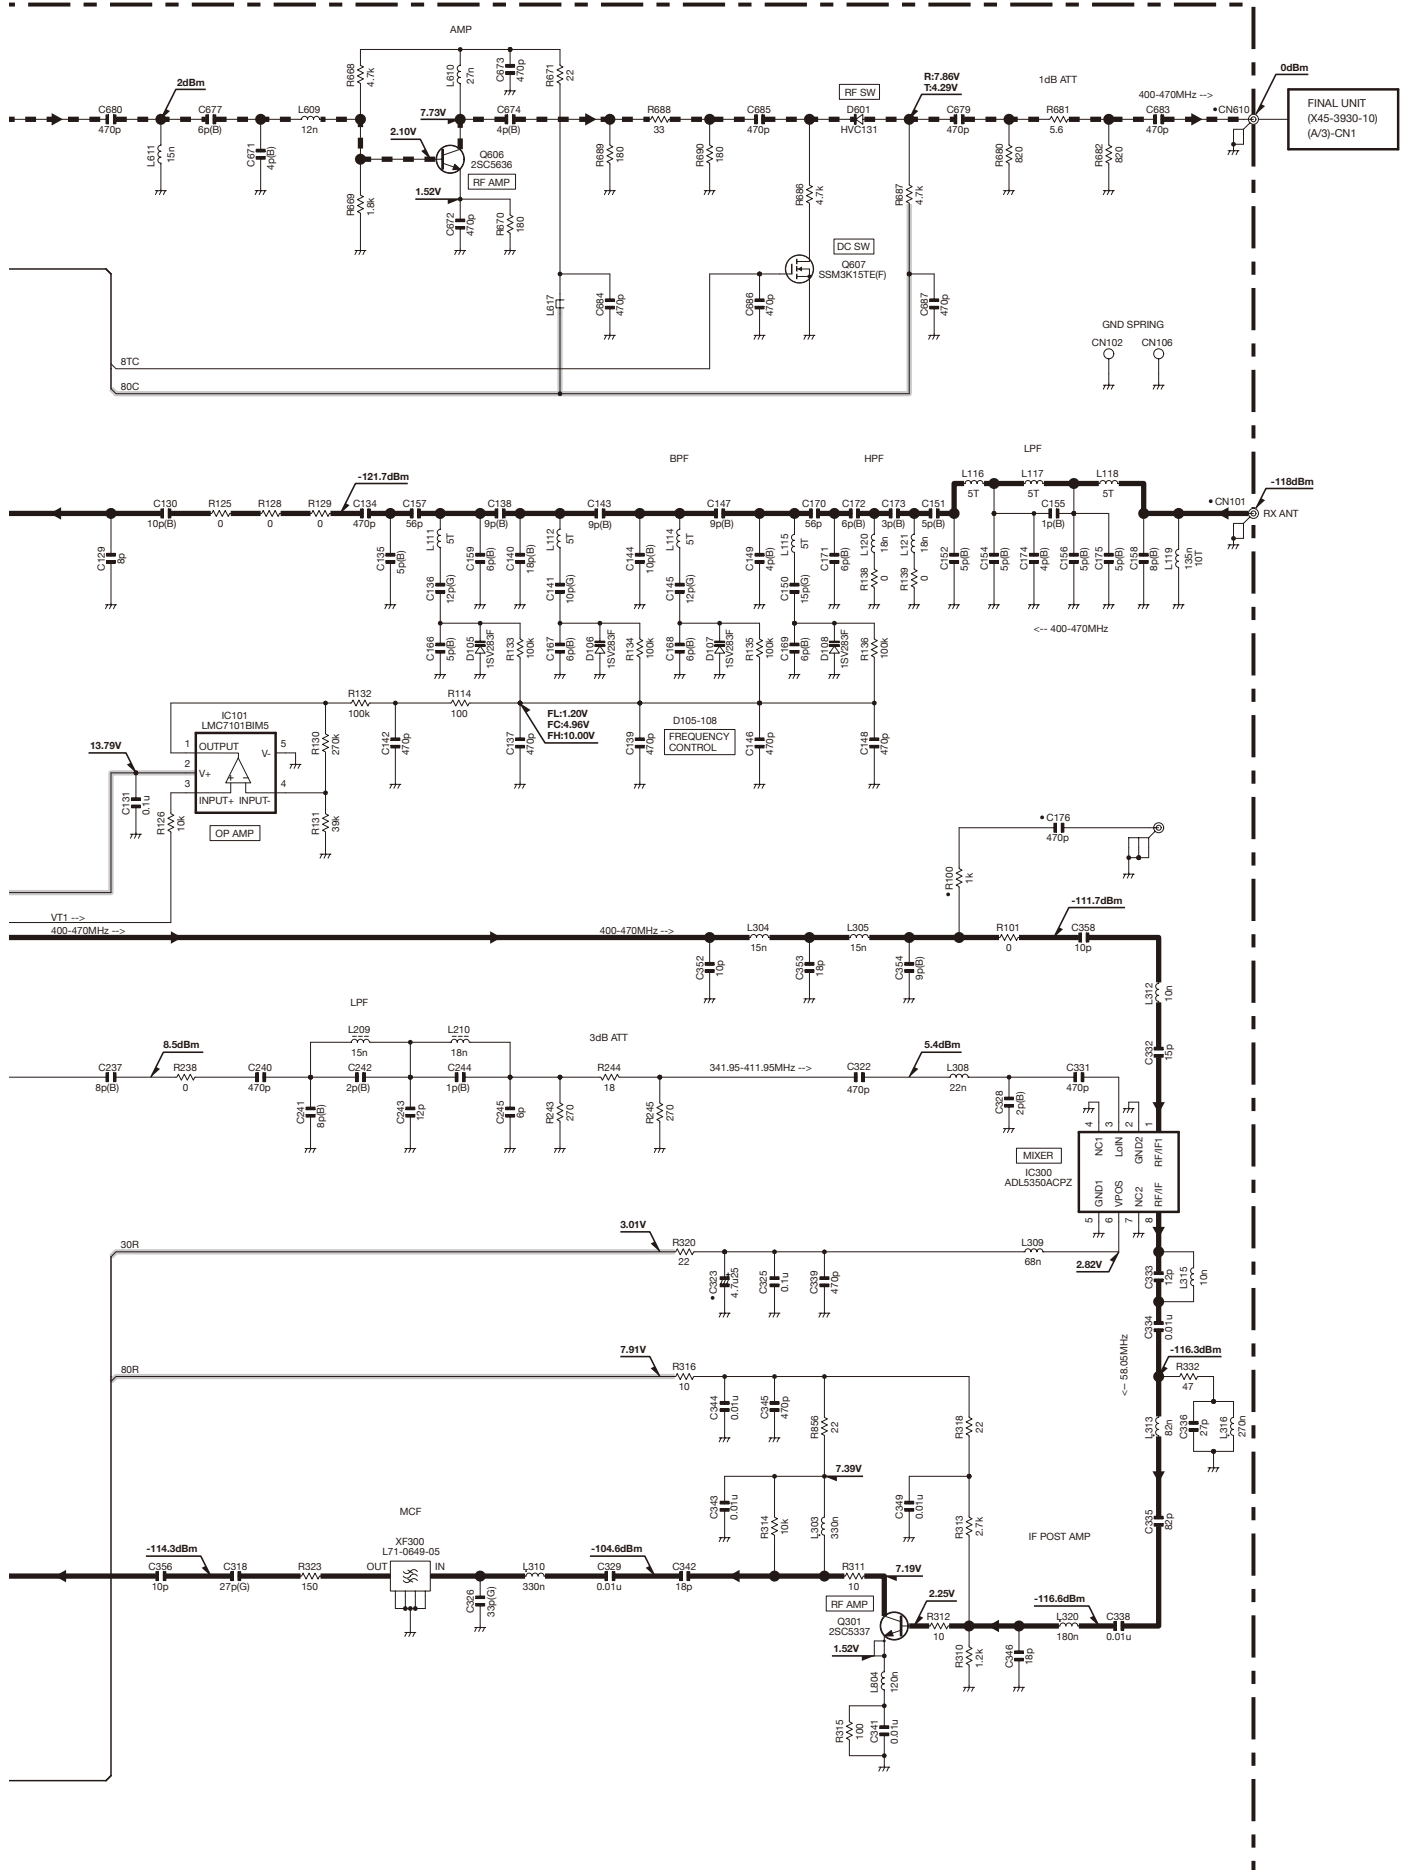 AMP
R668
4.7k
L610
27n
C673
470p
R671
22
2dBm
C680
470p
C677
6p(B)
L609
12n
L611
15n
C671
4p(B)
7.73V
C674
4p(B)
2.10V
Q606
2SC5636
RF AMP
1.52V
R669
1.8k
C672
470p
R670
180
R688
33
R689
180
R690
180
C685
470p
RF SW
D601
HVC131
R:7.86V
T:4.29V
C679
470p
1dB ATT
R681
5.6
R680
820
R682
820
400-470MHz -->
C683
470p
•CN610
0dBm
FINAL UNIT
(X45-3930-10)
(A/3)-CN1
R686
4.7k
R687
4.7k
DC SW
Q607
SSM3K15TE(F)
L617
C684
470p
C686
470p
C687
470p
GND SPRING
CN102
CN106
8TC
80C
BPF
HPF
LPF
-121.7dBm
C130
10p(B)
R125
0
R128
0
R129
0
C134
470p
C157
56p
C138
9p(B)
C143
9p(B)
C147
9p(B)
C170
56p
C172
6p(B)
C173
3p(B)
C151
5p(B)
L116
5T
L117
5T
L118
5T
C155
1p(B)
•CN101
-118dBm
RX ANT
C129
8p
C135
5p(B)
L111
5T
C136
12p(G)
C159
6p(B)
C140
18p(B)
L112
5T
C141
10p(G)
C144
10p(B)
L114
5T
C145
12p(G)
C149
4p(B)
L115
5T
C150
15p(G)
C171
6p(B)
L120
18n
R138
0
L121
18n
R139
0
C152
5p(B)
C154
5p(B)
C174
4p(B)
C156
5p(B)
C175
5p(B)
C158
8p(B)
L119
135n
10T
<-- 400-470MHz
C166
5p(B)
D105
1SV283F
R133
100k
C167
6p(B)
D106
1SV283F
R134
100k
C168
6p(B)
D107
1SV283F
R135
100k
C169
6p(B)
D108
1SV283F
R136
100k
IC101
LMC7101BIM5
1
OUTPUT
V-
5
2
V+
3
4
INPUT+
INPUT-
OP AMP
13.79V
C131
0.1u
R126
10k
R130
270k
R131
39k
R132
100k
R114
100
C142
470p
FL:1.20V
FC:4.96V
FH:10.00V
C137
470p
C139
470p
D105-108
FREQUENCY
CONTROL
C146
470p
C148
470p
•C176
470p
•R100
1k
VT1 -->
400-470MHz -->
400-470MHz -->
L304
15n
L305
15n
C352
10p
C353
18p
C354
9p(B)
R101
0
-111.7dBm
C358
10p
L312
10n
C332
15p
LPF
8.5dBm
C237
8p(B)
R238
0
C240
470p
L209
15n
L210
18n
C242
2p(B)
C244
1p(B)
C241
8p(B)
C243
12p
C245
6p
3dB ATT
R244
18
R243
270
R245
270
341.95-411.95MHz -->
C322
470p
5.4dBm
L308
22n
C328
2p(B)
C331
470p
MIXER
IC300
ADL5350ACPZ
4
3
2
1
NC1
LoIN
GND2
RF/IF1
GND1
VPOS
NC2
RF/IF
5
6
7
8
30R
3.01V
R320
22
•C323
4.7u25
C325
0.1u
C339
470p
L309
68n
2.82V
C333
12p
L315
10n
C334
0.01u
<-- 58.05MHz
-116.3dBm
R332
47
C336
27p
L316
270n
L313
82n
C335
82p
80R
7.91V
R316
10
C344
0.01u
C345
470p
R856
22
R318
22
7.39V
C343
0.01u
R314
10k
L303
330n
C349
0.01u
R313
2.7k
IF POST AMP
MCF
XF300
L71-0649-05
OUT
IN
-114.3dBm
C356
10p
C318
27p(G)
R323
150
C326
33p(G)
L310
330n
-104.6dBm
C329
0.01u
C342
18p
R311
10
7.19V
RF AMP
Q301
2SC5337
2.25V
R312
10
-116.6dBm
L320
180n
C338
0.01u
1.52V
R310
1.2k
C346
18p
L804
120n
R315
100
C341
0.01u